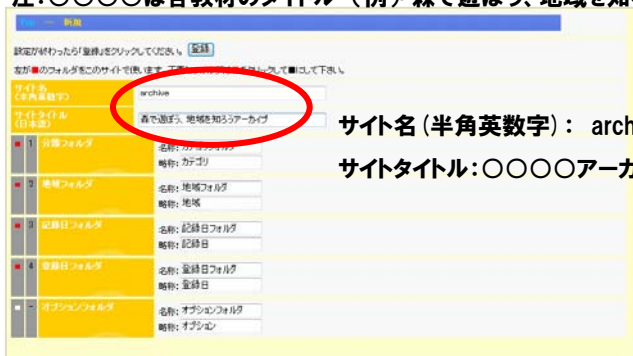 注：○○○○は各教材のタイトル （例） 森で遊ぼう、地域を知
Top — 新規
設定が終わったら「登録」をクリックしてください。 登録
左が■のフォルダをこのサイトで使います。
クして■にして下さい。
サイト名
(半角英数字)
archive
サイトタイトル
(日本語)
森で遊ぼう、地域を知ろうアーカイブ
サイト名（半角英数字）： arch
サイトタイトル：○○○○アーカ
■ 1 分類フォルダ
名称:
略称: カテゴリ
■ 2 地域フォルダ
名称: 地域フォルダ
略称: 地域
■ 3 記録日フォルダ
名称: 記録日フォルダ
略称: 記録日
■ 4 登録日フォルダ
名称: 登録日フォルダ
略称: 登録日
■ - オプションフォルダ
名称: オプションフォルダ
略称: オプション